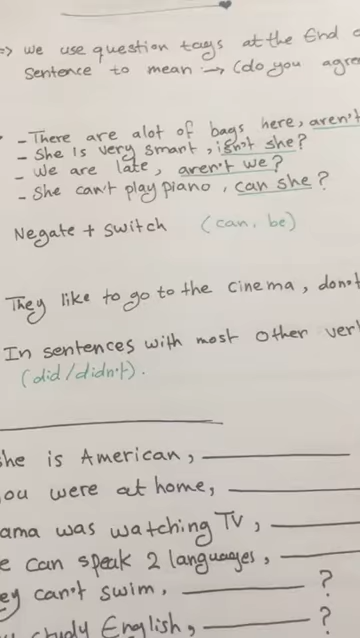 => we use question tags at the End
Sentence to mean → (do you agre
- There are alot of bags here, aren't
- She is very smart, isn't she?
- We are late, aren't we?
- She can't play piano, can she?
Negate + switch (can, be)
They like to go to the cinema, donot
In sentences with most other ver
(did/didn't).
he is American,
ou were at home,
ama was watching TV,
e can speak 2 languages,
ey can't swim, ?
study English, ?